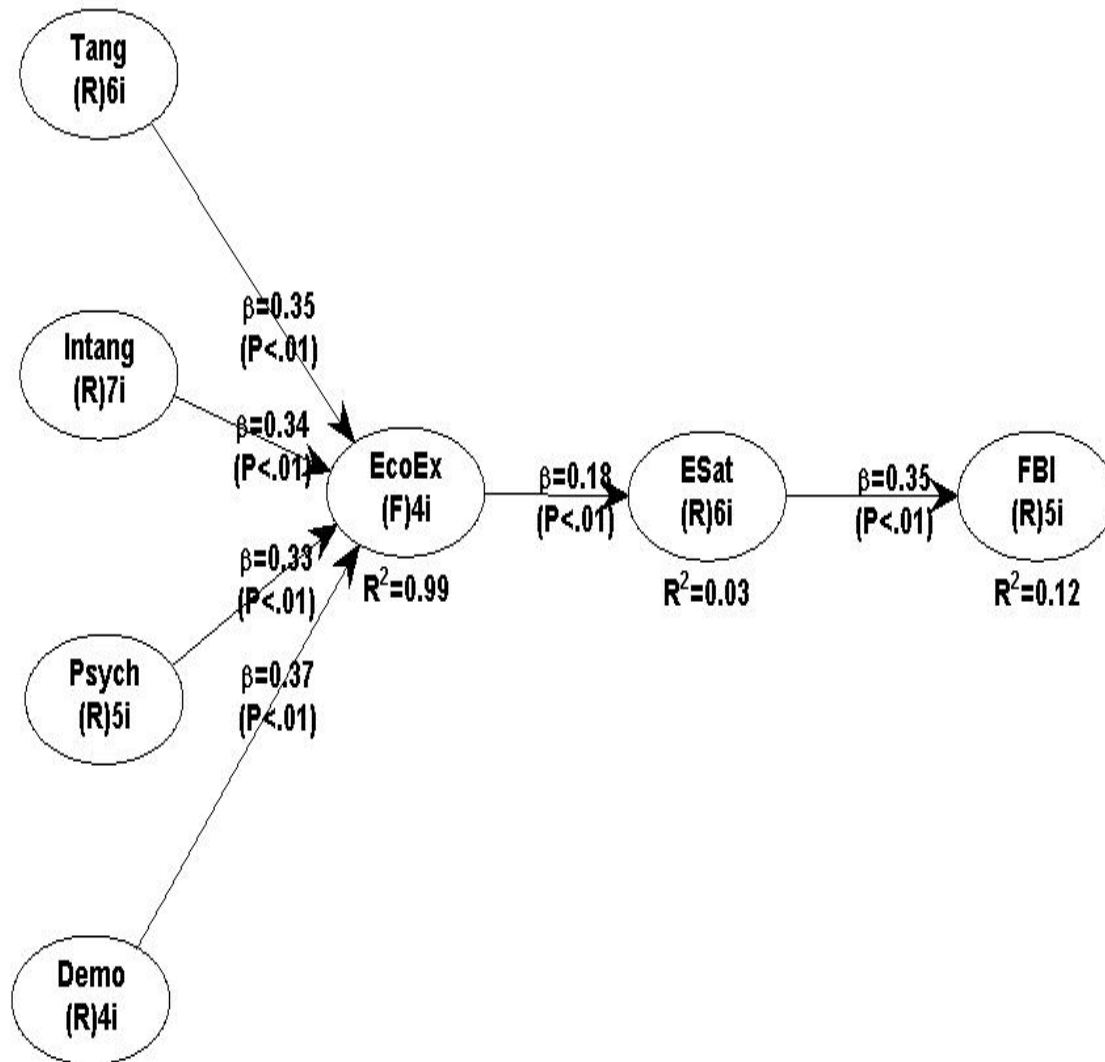 Tang
(R)6i
β=0.35
(P<.01)
Intang
(R)7i
β=0.34
(P<.01)
EcoEx
(F)4i
R²=0.99
β=0.18
(P<.01)
ESat
(R)6i
R²=0.03
β=0.35
(P<.01)
FBI
(R)5i
R²=0.12
β=0.33
(P<.01)
Psych
(R)5i
β=0.37
(P<.01)
Demo
(R)4i